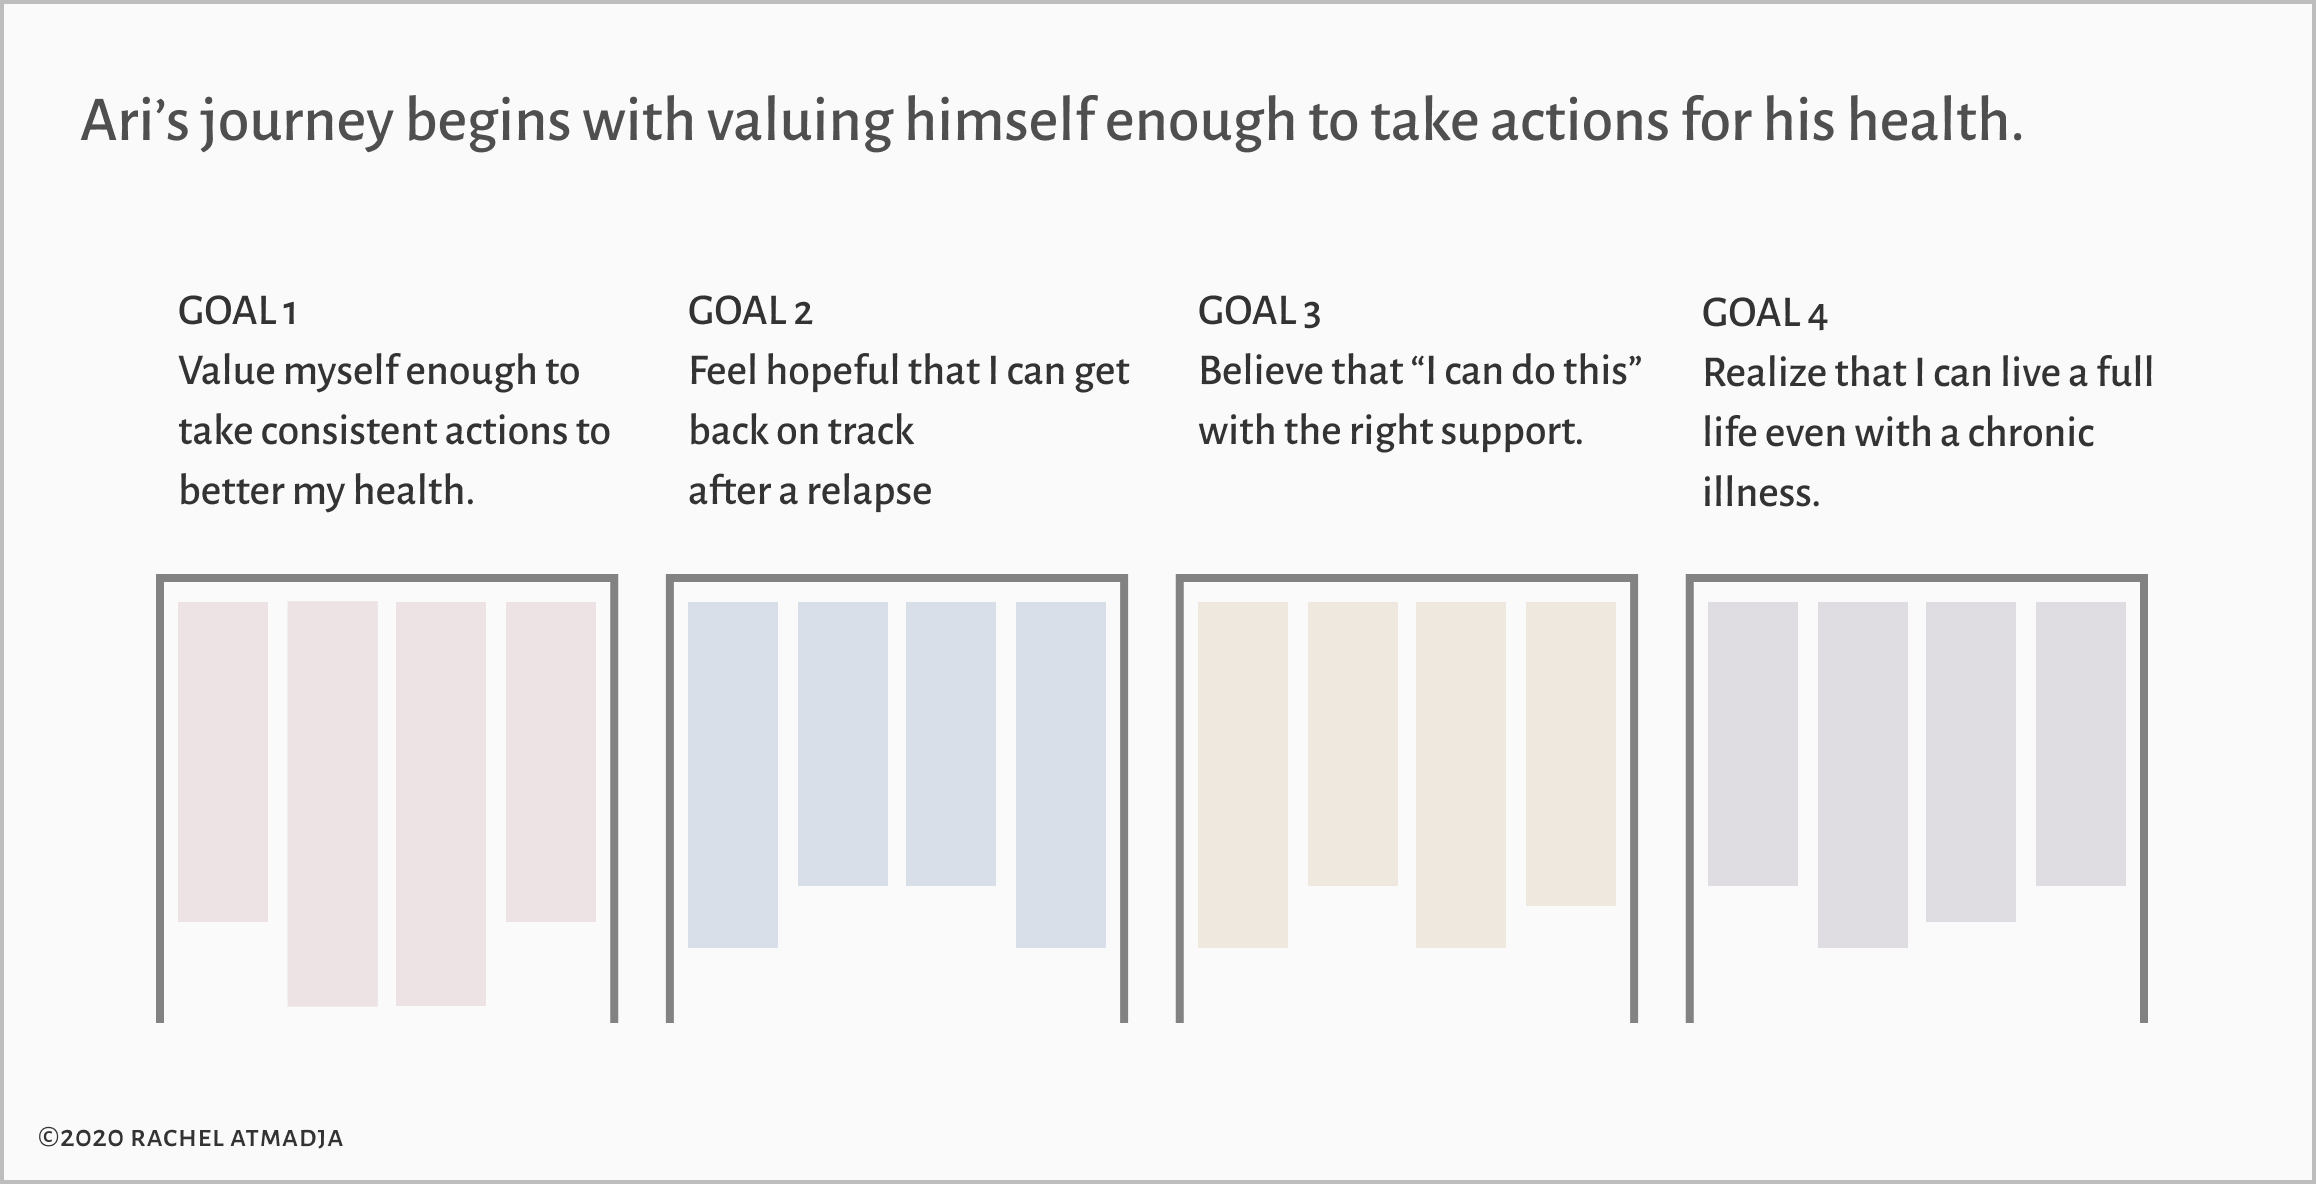 Ari’s journey begins with valuing himself enough to take actions for his health.
GOAL 1
Value myself enough to
take consistent actions to
better my health.
GOAL 2
Feel hopeful that I can get
back on track
after a relapse
GOAL 3
Believe that “I can do this”
with the right support.
GOAL 4
Realize that I can live a full
life even with a chronic
illness.
©2020 RACHEL ATMADJA